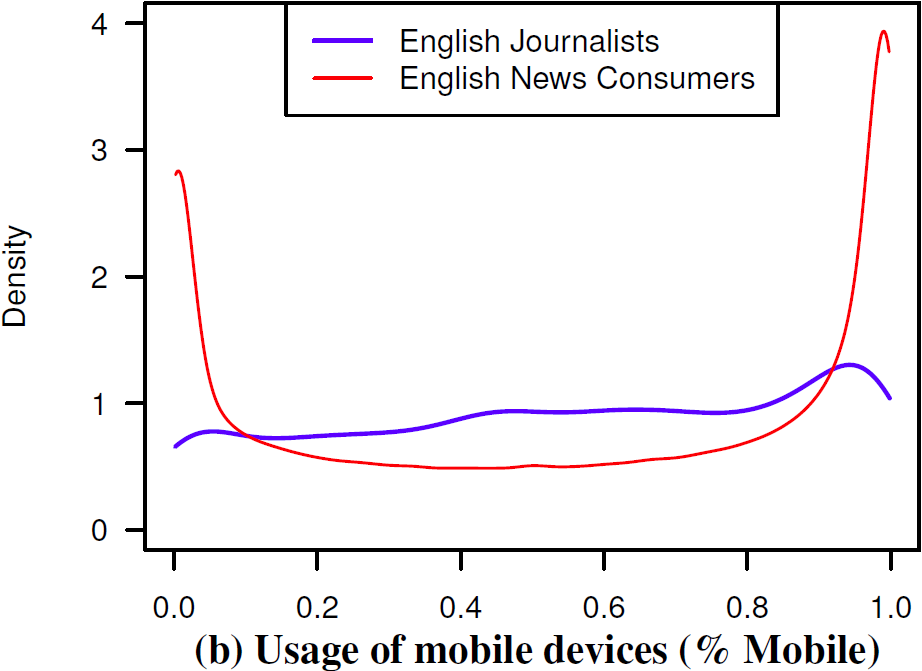 English Journalists
English News Consumers
4
3
2
1
0
Density
0.0 0.2 0.4 0.6 0.8 1.0
(b) Usage of mobile devices (% Mobile)